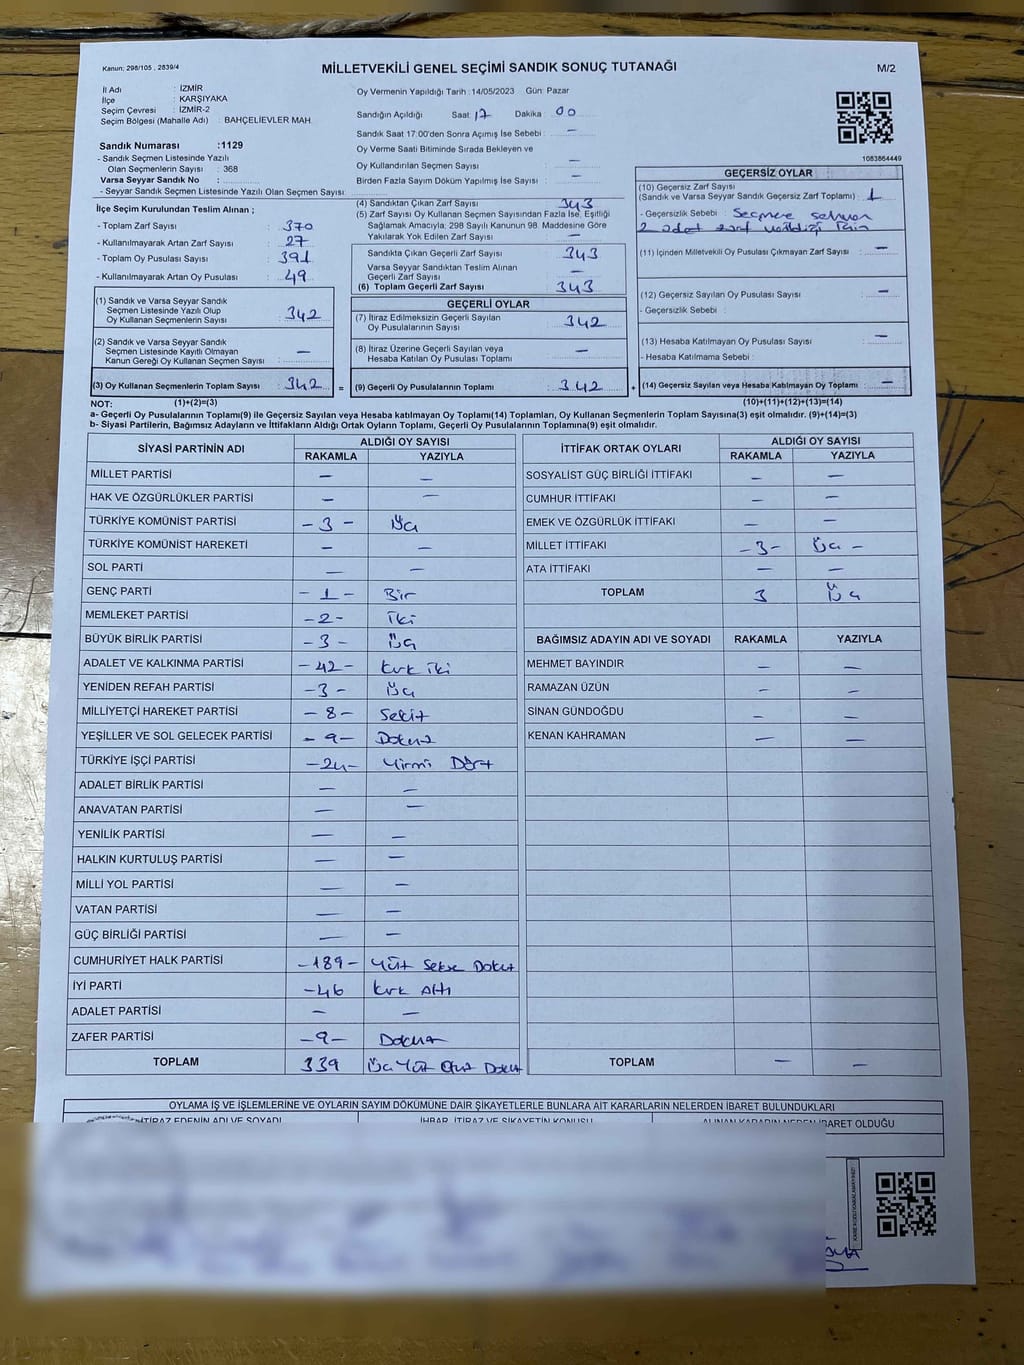 Kanun: 298/105 , 2839/4
MİLLETVEKİLİ GENEL SEÇİMİ SANDIK SONUÇ TUTANAĞI
M/2
İl Adı : İZMİR
İlçe : KARŞIYAKA
Seçim Çevresi : İZMİR-2
Seçim Bölgesi (Mahalle Adı) : BAHÇELİEVLER MAH.
Sandık Numarası :1129
- Sandık Seçmen Listesinde Yazılı
Olan Seçmenlerin Sayısı : 368
Varsa Seyyar Sandık No :
- Seyyar Sandık Seçmen Listesinde Yazılı Olan Seçmen Sayısı:
Oy Vermenin Yapıldığı Tarih :14/05/2023 Gün: Pazar
Sandığın Açıldığı Saat: 17 Dakika : 00
Sandık Saat 17:00'den Sonra Açımış İse Sebebi : —
Oy Verme Saati Bitiminde Sırada Bekleyen ve
Oy Kullandırılan Seçmen Sayısı : —
Birden Fazla Sayım Döküm Yapılmış İse Sayısı : —
1083864449
İlçe Seçim Kurulundan Teslim Alınan ;
- Toplam Zarf Sayısı : 370
- Kullanılmayarak Artan Zarf Sayısı : 27
- Toplam Oy Pusulası Sayısı : 391
- Kullanılmayarak Artan Oy Pusulası : 49
(1) Sandık ve Varsa Seyyar Sandık
Seçmen Listesinde Yazılı Olup
Oy Kullanan Seçmenlerin Sayısı : 342
(2) Sandık ve Varsa Seyyar Sandık
Seçmen Listesinde Kayıtlı Olmayan
Kanun Gereği Oy Kullanan Seçmen Sayısı : —
(3) Oy Kullanan Seçmenlerin Toplam Sayısı : 342 =
(1)+(2)=(3)
(4) Sandıktan Çıkan Zarf Sayısı : 343
(5) Zarf Sayısı Oy Kullanan Seçmen Sayısından Fazla İse, Eşitliği
Sağlamak Amacıyla; 298 Sayılı Kanunun 98. Maddesine Göre
Yakılarak Yok Edilen Zarf Sayısı : —
Sandıkta Çıkan Geçerli Zarf Sayısı : 343
Varsa Seyyar Sandıktan Teslim Alınan
Geçerli Zarf Sayısı : —
(6) Toplam Geçerli Zarf Sayısı : 343
GEÇERLİ OYLAR
(7) İtiraz Edilmeksizin Geçerli Sayılan
Oy Pusulalarının Sayısı : 342
(8) İtiraz Üzerine Geçerli Sayılan veya
Hesaba Katılan Oy Pusulası Toplamı : —
(9) Geçerli Oy Pusulalarının Toplamı : 342 +
GEÇERSİZ OYLAR
(10) Geçersiz Zarf Sayısı
(Sandık ve Varsa Seyyar Sandık Geçersiz Zarf Toplamı) : 1
- Geçersizlik Sebebi : Seçmene
2 adet zarf verildiği için
(11) İçinden Milletvekili Oy Pusulası Çıkmayan Zarf Sayısı : —
(12) Geçersiz Sayılan Oy Pusulası Sayısı : —
- Geçersizlik Sebebi :
(13) Hesaba Katılmayan Oy Pusulası Sayısı : —
- Hesaba Katılmama Sebebi :
(14) Geçersiz Sayılan veya Hesaba Katılmayan Oy Toplamı : —
(10)+(11)+(12)+(13)=(14)
NOT:
a- Geçerli Oy Pusulalarının Toplamı(9) ile Geçersiz Sayılan veya Hesaba katılmayan Oy Toplamı(14) Toplamları, Oy Kullanan Seçmenlerin Toplam Sayısına(3) eşit olmalıdır. (9)+(14)=(3)
b- Siyasi Partilerin, Bağımsız Adayların ve İttifakların Aldığı Ortak Oyların Toplamı, Geçerli Oy Pusulalarının Toplamına(9) eşit olmalıdır.
SİYASİ PARTİNİN ADI ALDIĞI OY SAYISI
RAKAMLA YAZIYLA
MİLLET PARTİSİ — —
HAK VE ÖZGÜRLÜKLER PARTİSİ — —
TÜRKİYE KOMÜNİST PARTİSİ -3- Üç
TÜRKİYE KOMÜNİST HAREKETİ — —
SOL PARTİ — —
GENÇ PARTİ -1- Bir
MEMLEKET PARTİSİ -2- İki
BÜYÜK BİRLİK PARTİSİ -3- Üç
ADALET VE KALKINMA PARTİSİ -42- Kırk iki
YENİDEN REFAH PARTİSİ -3- Üç
MİLLİYETÇİ HAREKET PARTİSİ -8- Sekiz
YEŞİLLER VE SOL GELECEK PARTİSİ -9- Dokuz
TÜRKİYE İŞÇİ PARTİSİ -24- Yirmi Dört
ADALET BİRLİK PARTİSİ — —
ANAVATAN PARTİSİ — —
YENİLİK PARTİSİ — —
HALKIN KURTULUŞ PARTİSİ — —
MİLLİ YOL PARTİSİ — —
VATAN PARTİSİ — —
GÜÇ BİRLİĞİ PARTİSİ — —
CUMHURİYET HALK PARTİSİ -189- Yüz Seksen Dokuz
İYİ PARTİ -46 Kırk Altı
ADALET PARTİSİ — —
ZAFER PARTİSİ -9- Dokuz
TOPLAM 339 Üç Yüz Otuz Dokuz
İTTİFAK ORTAK OYLARI ALDIĞI OY SAYISI
RAKAMLA YAZIYLA
SOSYALİST GÜÇ BİRLİĞİ İTTİFAKI — —
CUMHUR İTTİFAKI — —
EMEK VE ÖZGÜRLÜK İTTİFAKI — —
MİLLET İTTİFAKI -3- Üç -
ATA İTTİFAKI — —
TOPLAM 3 Üç
BAĞIMSIZ ADAYIN ADI VE SOYADI RAKAMLA YAZIYLA
MEHMET BAYINDIR — —
RAMAZAN ÜZÜN — —
SİNAN GÜNDOĞDU — —
KENAN KAHRAMAN — —
TOPLAM — —
OYLAMA İŞ VE İŞLEMLERİNE VE OYLARIN SAYIM DÖKÜMÜNE DAİR ŞİKAYETLERLE BUNLARA AİT KARARLARIN NELERDEN İBARET BULUNDUKLARI
İTİRAZ EDENİN ADI VE SOYADI İHBAR, İTİRAZ VE ŞİKAYETİN KONUSU ALINAN KARARIN NEDEN İBARET OLDUĞU